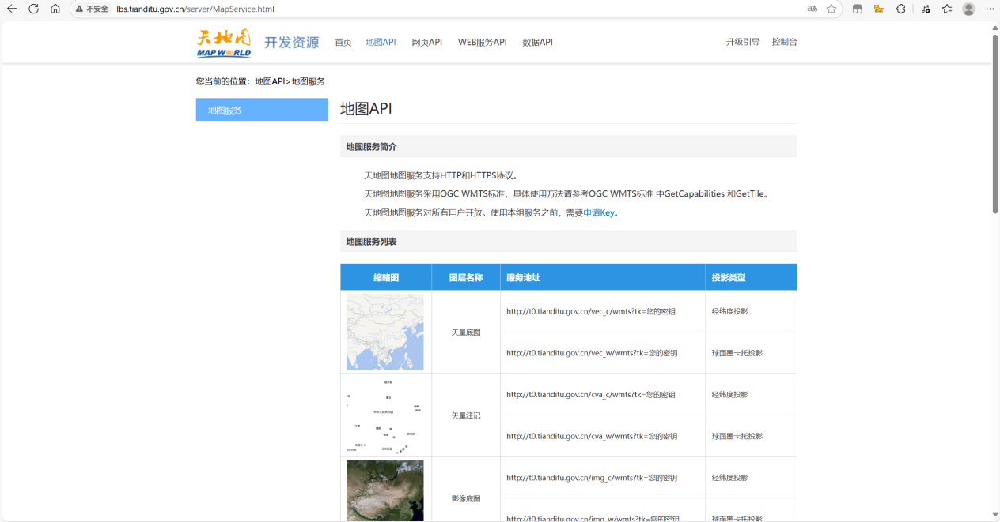 不安全 lbs.tianditu.gov.cn/server/MapService.html
天地图
MAP WORLD
开发资源
首页 地图API 网页API WEB服务API 数据API
升级引导 控制台
您当前的位置：地图API>地图服务
地图服务
地图API
地图服务简介
天地图地图服务支持HTTP和HTTPS协议。
天地图地图服务采用OGC WMTS标准，具体使用方法请参考OGC WMTS标准 中GetCapabilities 和GetTile。
天地图地图服务对所有用户开放。使用本组服务之前，需要申请Key。
地图服务列表
缩略图 图层名称 服务地址 投影类型
矢量底图
http://t0.tianditu.gov.cn/vec_c/wmts?tk=您的密钥 经纬度投影
http://t0.tianditu.gov.cn/vec_w/wmts?tk=您的密钥 球面墨卡托投影
矢量注记
http://t0.tianditu.gov.cn/cva_c/wmts?tk=您的密钥 经纬度投影
http://t0.tianditu.gov.cn/cva_w/wmts?tk=您的密钥 球面墨卡托投影
影像底图
http://t0.tianditu.gov.cn/img_c/wmts?tk=您的密钥 经纬度投影
http://t0.tianditu.gov.cn/img_w/wmts?tk=您的密钥 球面墨卡托投影